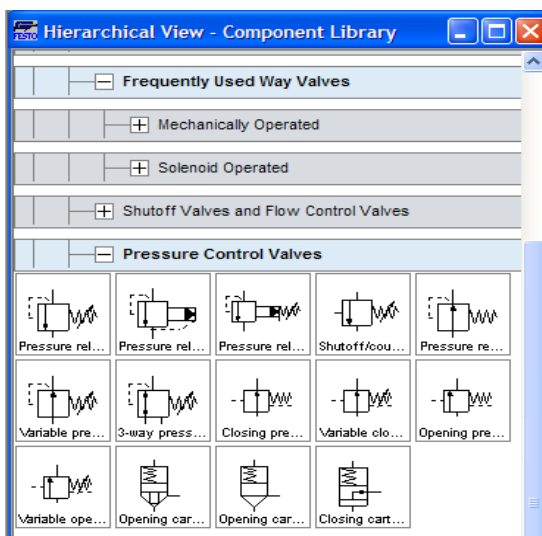 FESTO Hierarchical View - Component Library
Frequently Used Way Valves
Mechanically Operated
Solenoid Operated
Shutoff Valves and Flow Control Valves
Pressure Control Valves
Pressure rel... Pressure rel... Pressure rel... Shutoff/cou... Pressure re...
Variable pre... 3-way press... Closing pre... Variable clo... Opening pre...
Variable ope... Opening car... Opening car... Closing cart...